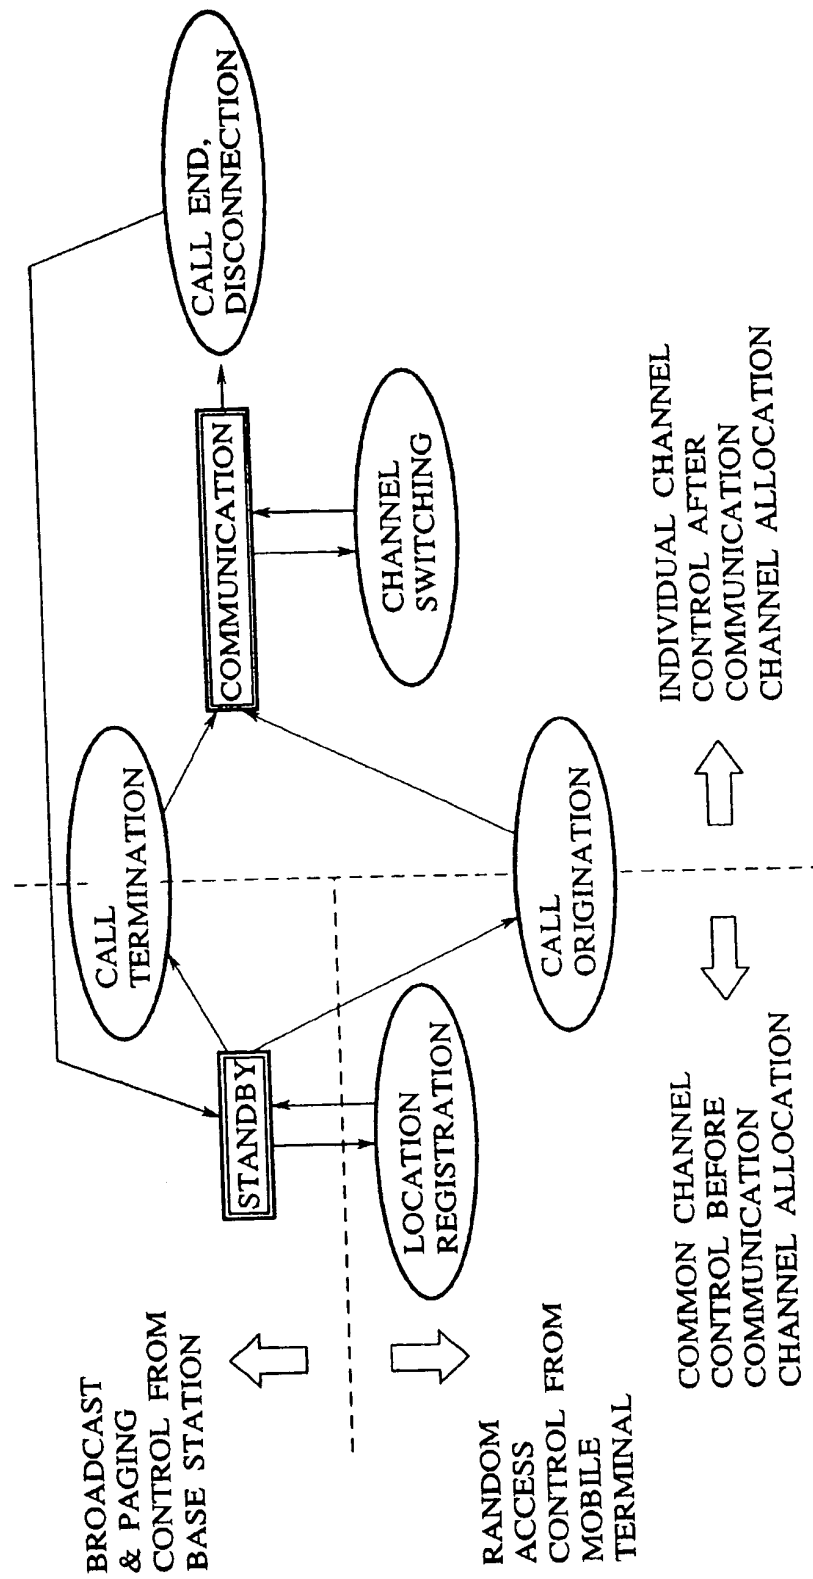 BROADCAST
& PAGING
CONTROL FROM
BASE STATION
RANDOM
ACCESS
CONTROL FROM
MOBILE
TERMINAL
STANDBY
LOCATION
REGISTRATION
CALL
TERMINATION
CALL
ORIGINATION
COMMUNICATION
CHANNEL
SWITCHING
CALL END,
DISCONNECTION
COMMON CHANNEL
CONTROL BEFORE
COMMUNICATION
CHANNEL ALLOCATION
INDIVIDUAL CHANNEL
CONTROL AFTER
COMMUNICATION
CHANNEL ALLOCATION